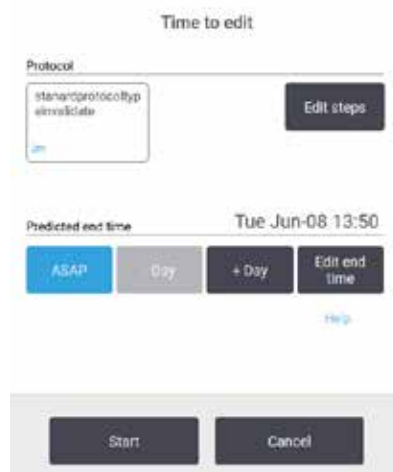 Time to edit
Protocol
stanardprotocoltyp
einvalidate
Edit steps
Predicted end time
Tue Jun-08 13:50
ASAP
Day
+ Day
Edit end
time
Help
Start
Cancel